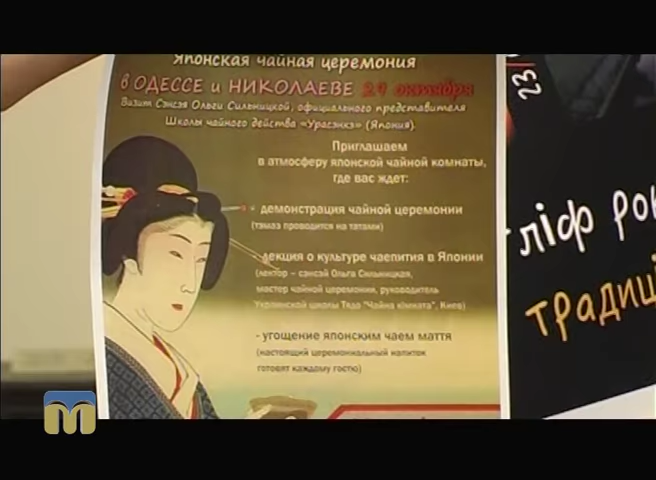 Японская чайная церемония
в ОДЕССЕ и НИКОЛАЕВЕ 29 октября
Визит Сэнсэя Ольги Сильницкой, официального представителя
Школы чайного действа «Урасэнкэ» (Япония).
Приглашаем
в атмосферу японской чайной комнаты,
где вас ждет:
- демонстрация чайной церемонии
(тэмаэ проводится на татами)
- лекция о культуре чаепития в Японии
(лектор – сэнсэй Ольга Сильницкая,
мастер чайной церемонии, руководитель
Украинской школы Тядо "Чайна кімната", Киев)
- угощение японским чаем маття
(настоящий церемониальный напиток
готовят каждому гостю)
23
ліф
традиц
M